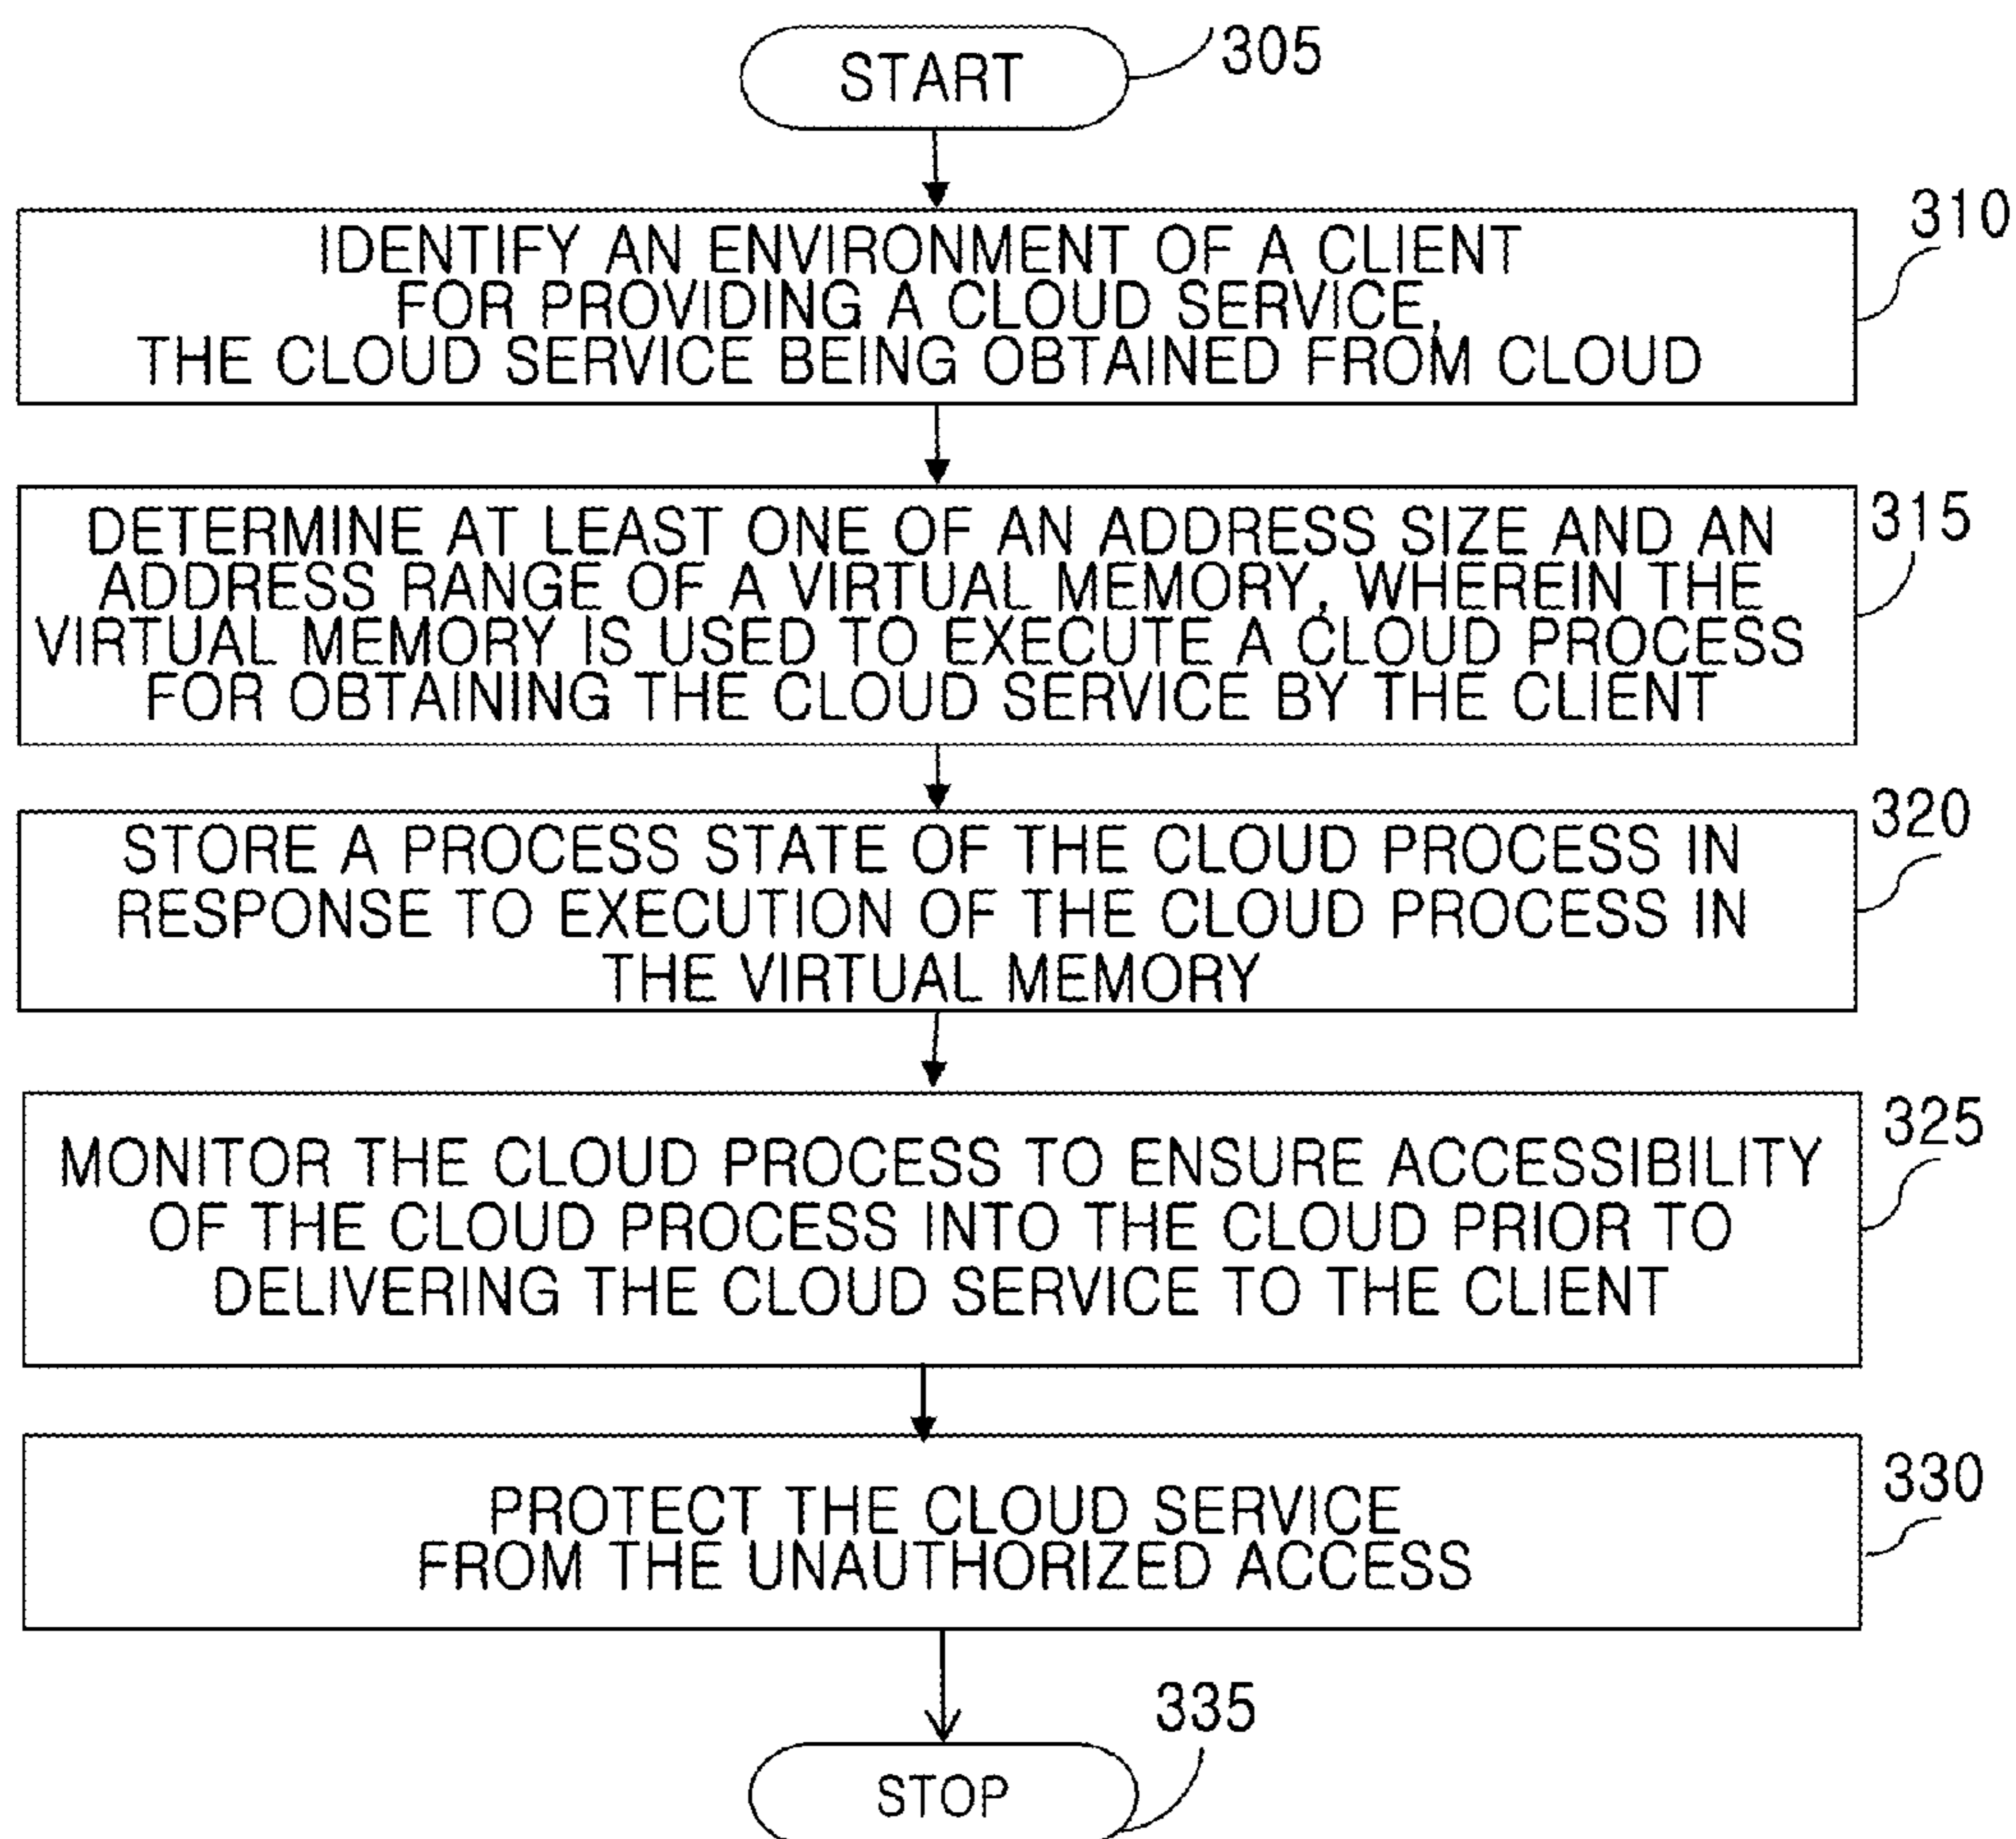 START
305
310
IDENTIFY AN ENVIRONMENT OF A CLIENT
FOR PROVIDING A CLOUD SERVICE,
THE CLOUD SERVICE BEING OBTAINED FROM CLOUD
315
DETERMINE AT LEAST ONE OF AN ADDRESS SIZE AND AN
ADDRESS RANGE OF A VIRTUAL MEMORY, WHEREIN THE
VIRTUAL MEMORY IS USED TO EXECUTE A CLOUD PROCESS
FOR OBTAINING THE CLOUD SERVICE BY THE CLIENT
320
STORE A PROCESS STATE OF THE CLOUD PROCESS IN
RESPONSE TO EXECUTION OF THE CLOUD PROCESS IN
THE VIRTUAL MEMORY
325
MONITOR THE CLOUD PROCESS TO ENSURE ACCESSIBILITY
OF THE CLOUD PROCESS INTO THE CLOUD PRIOR TO
DELIVERING THE CLOUD SERVICE TO THE CLIENT
330
PROTECT THE CLOUD SERVICE
FROM THE UNAUTHORIZED ACCESS
335
STOP